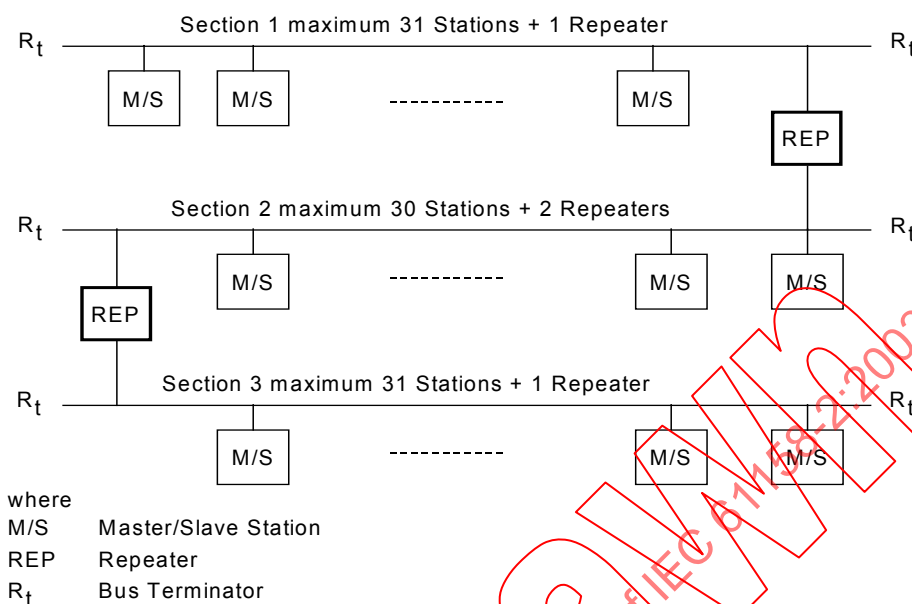 Section 1 maximum 31 Stations + 1 Repeater
Rt Rt
M/S M/S M/S
REP
Section 2 maximum 30 Stations + 2 Repeaters
Rt Rt
M/S M/S M/S
REP
Section 3 maximum 31 Stations + 1 Repeater
Rt Rt
M/S M/S M/S
where
M/S Master/Slave Station
REP Repeater
Rt Bus Terminator
of IEC 61158-2:2003